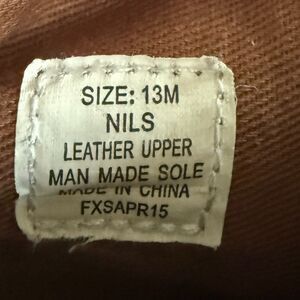 SIZE: 13M
NILS
LEATHER UPPER
MAN MADE SOLE
MADE IN CHINA
FXSAPR15